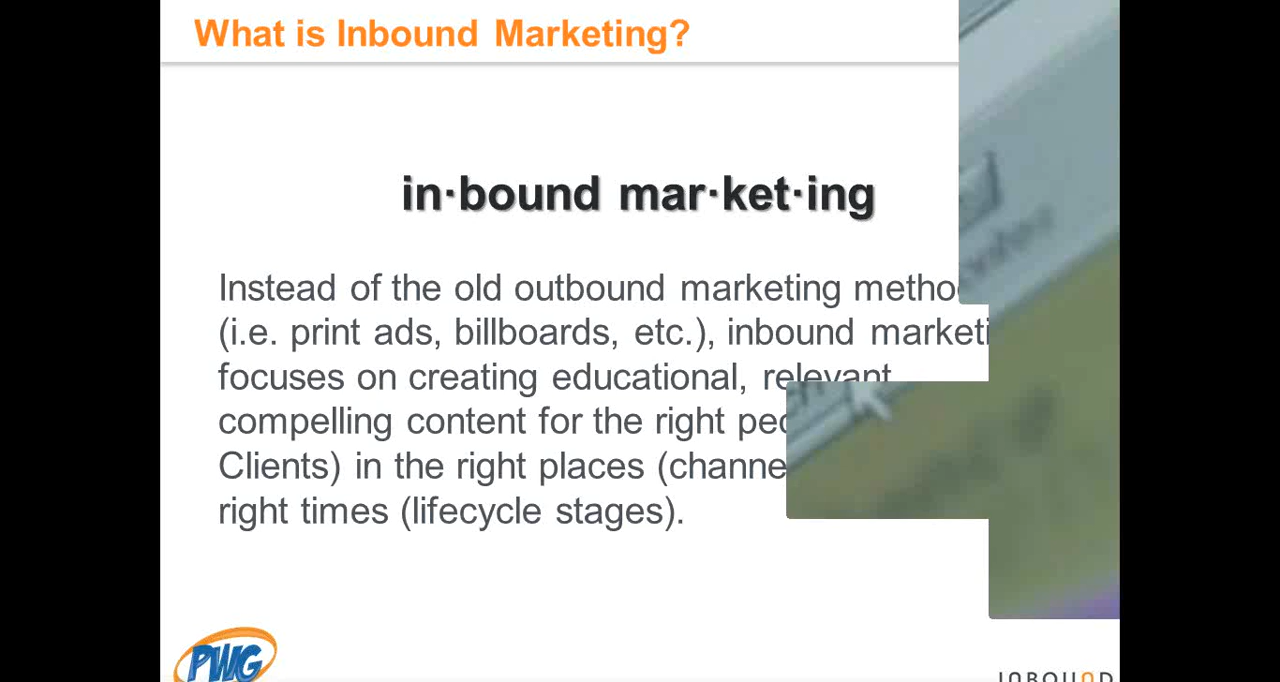 What is Inbound Marketing?
in·bound mar·ket·ing
Instead of the old outbound marketing
(i.e. print ads, billboards, etc.), inbound
focuses on creating educational, relevant
compelling content for the right
Clients) in the right places
right times (lifecycle stages).
PWG
INBOUND